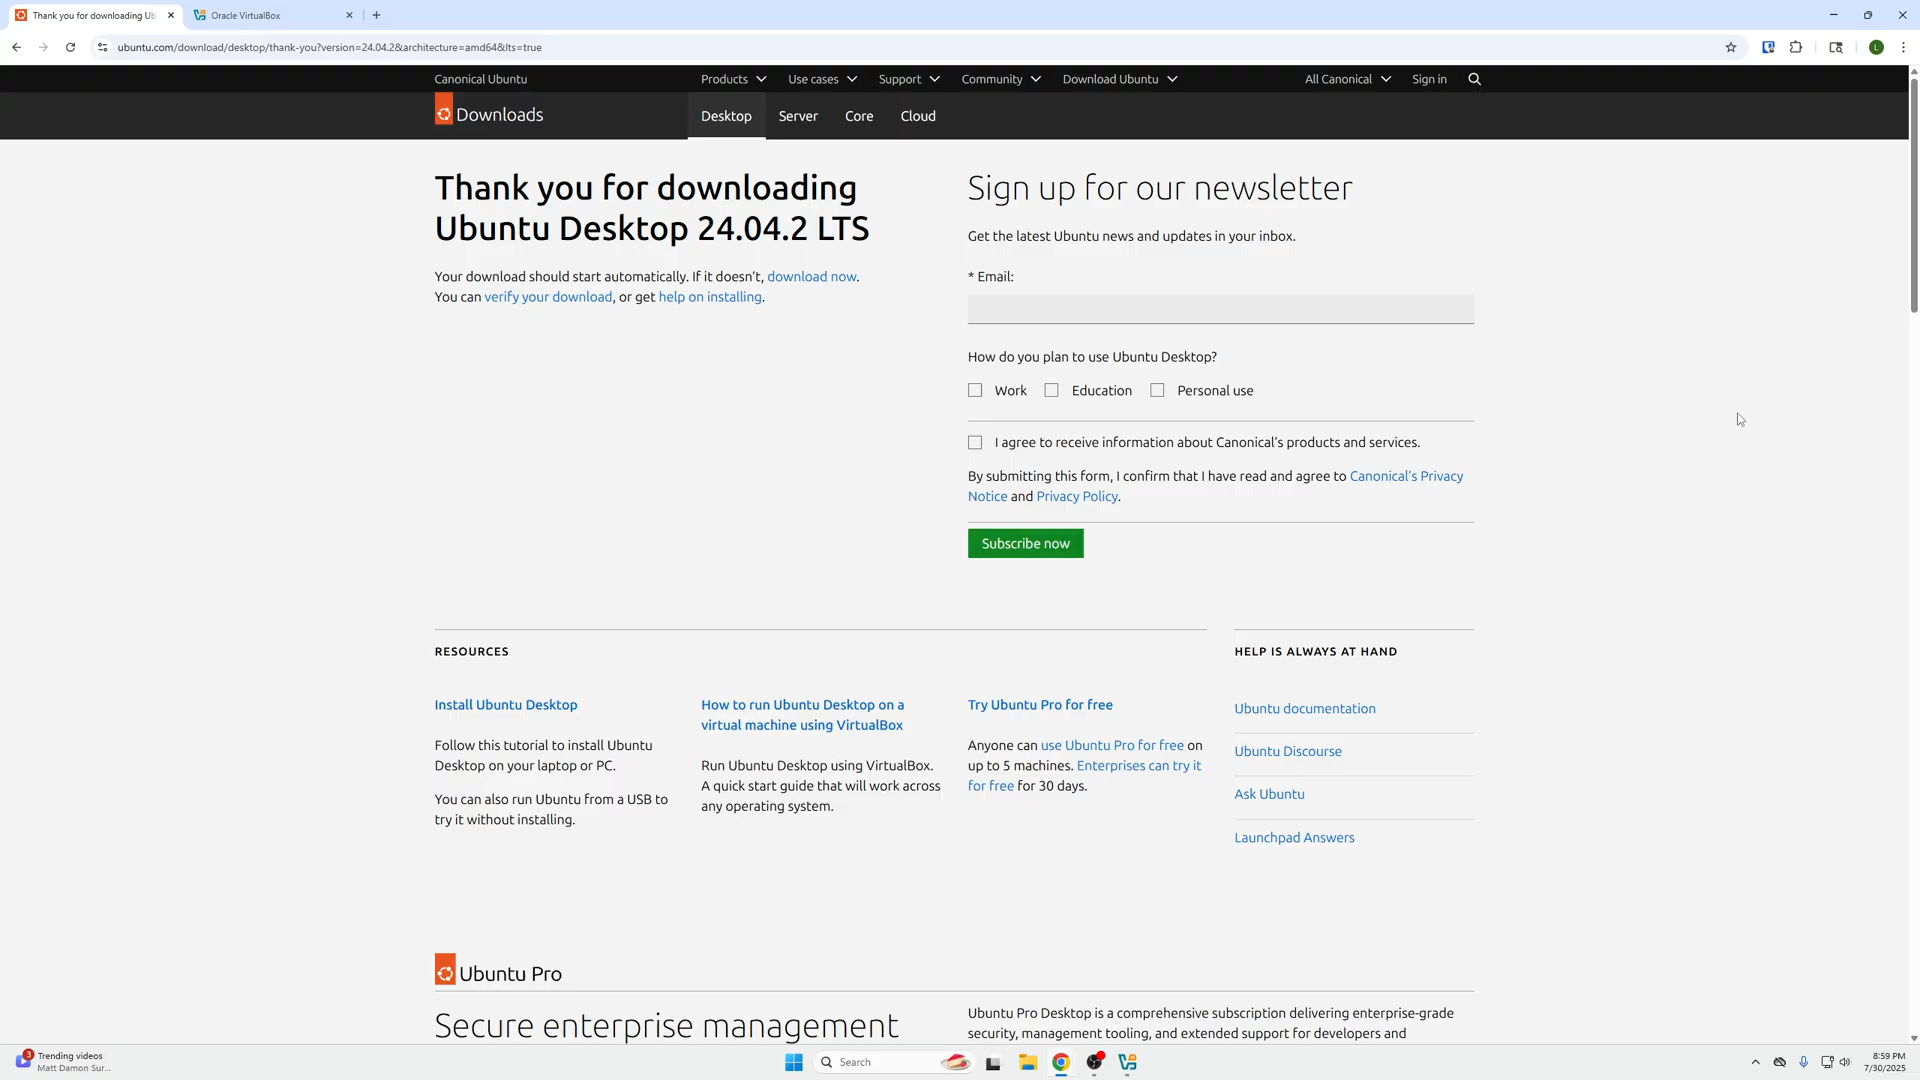 Thank you for downloading Ub
Oracle VirtualBox
ubuntu.com/download/desktop/thank-you?version=24.04.2&architecture=amd64&lts=true
L
Canonical Ubuntu
Products
Use cases
Support
Community
Download Ubuntu
All Canonical
Sign in
Downloads
Desktop
Server
Core
Cloud
Thank you for downloading
Ubuntu Desktop 24.04.2 LTS
Your download should start automatically. If it doesn't, download now.
You can verify your download, or get help on installing.
Sign up for our newsletter
Get the latest Ubuntu news and updates in your inbox.
* Email:
How do you plan to use Ubuntu Desktop?
Work
Education
Personal use
I agree to receive information about Canonical's products and services.
By submitting this form, I confirm that I have read and agree to Canonical's Privacy
Notice and Privacy Policy.
Subscribe now
RESOURCES
Install Ubuntu Desktop
Follow this tutorial to install Ubuntu
Desktop on your laptop or PC.
You can also run Ubuntu from a USB to
try it without installing.
How to run Ubuntu Desktop on a
virtual machine using VirtualBox
Run Ubuntu Desktop using VirtualBox.
A quick start guide that will work across
any operating system.
Try Ubuntu Pro for free
Anyone can use Ubuntu Pro for free on
up to 5 machines. Enterprises can try it
for free for 30 days.
HELP IS ALWAYS AT HAND
Ubuntu documentation
Ubuntu Discourse
Ask Ubuntu
Launchpad Answers
Ubuntu Pro
Secure enterprise management
Ubuntu Pro Desktop is a comprehensive subscription delivering enterprise-grade
security, management tooling, and extended support for developers and
3
Trending videos
Matt Damon Sur...
Search
8:59 PM
7/30/2025